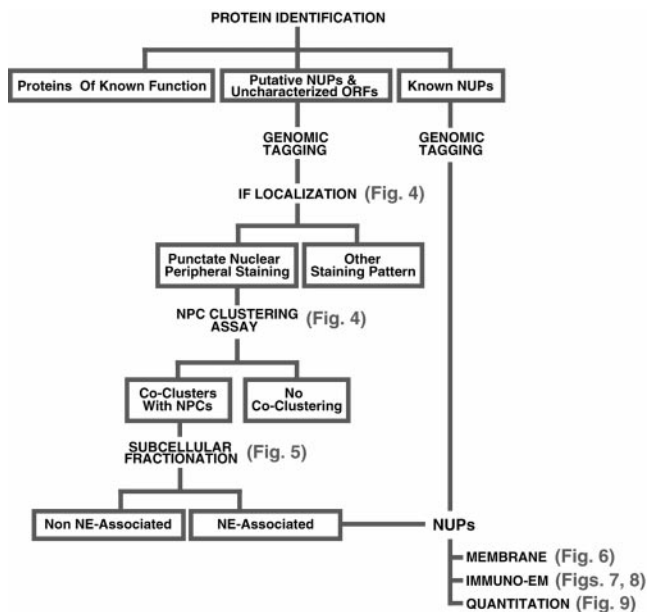 PROTEIN IDENTIFICATION
Proteins Of Known Function
Putative NUPs &
Uncharacterized ORFs
Known NUPs
GENOMIC
TAGGING
GENOMIC
TAGGING
IF LOCALIZATION (Fig. 4)
Punctate Nuclear
Peripheral Staining
Other
Staining Pattern
NPC CLUSTERING
ASSAY (Fig. 4)
Co-Clusters
With NPCs
No
Co-Clustering
SUBCELLULAR
FRACTIONATION (Fig. 5)
Non NE-Associated
NE-Associated
NUPs
MEMBRANE (Fig. 6)
IMMUNO-EM (Figs. 7, 8)
QUANTITATION (Fig. 9)